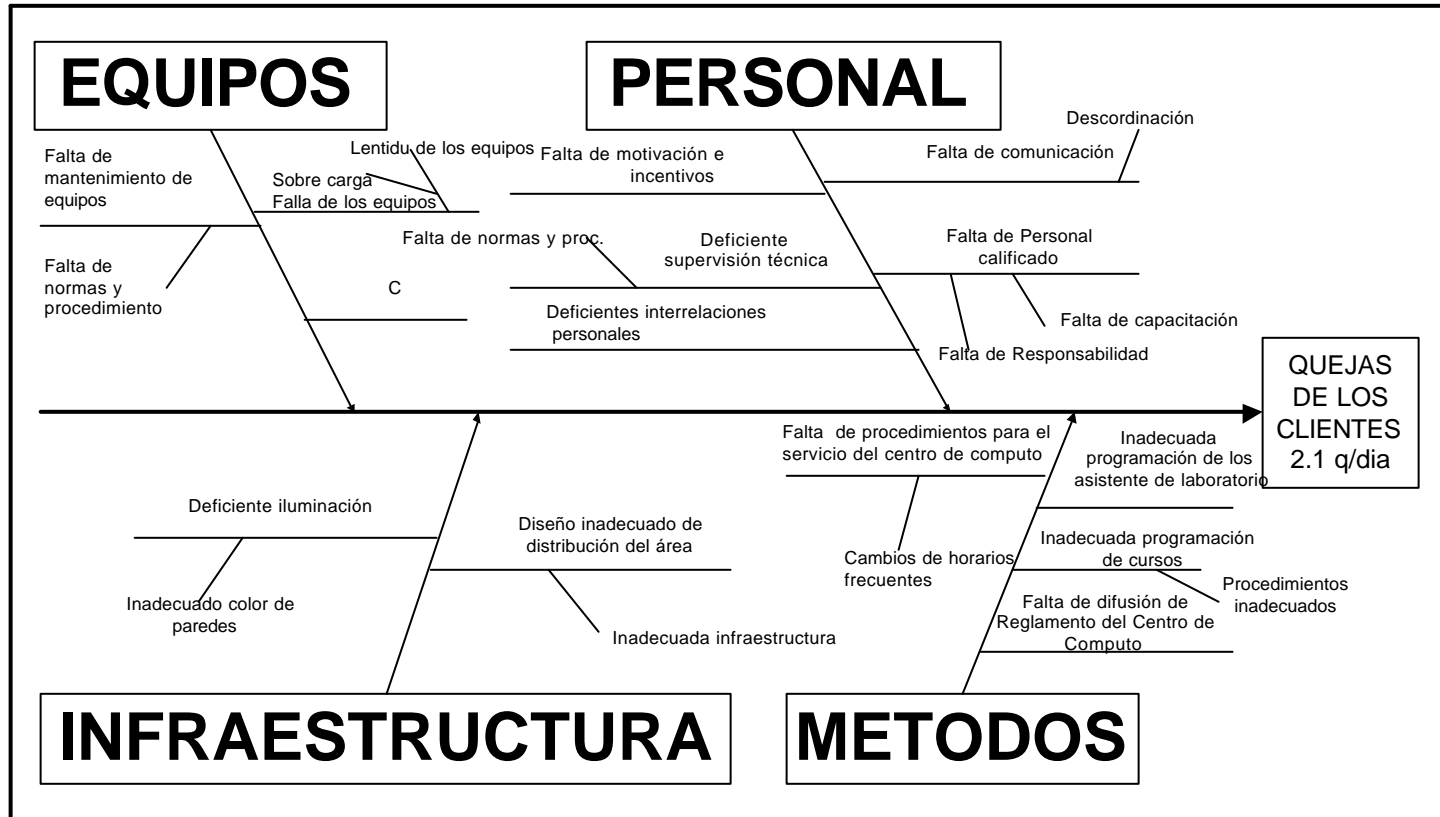 EQUIPOS
PERSONAL
Falta de
mantenimiento de
equipos
Lentidu de los equipos
Sobre carga
Falla de los equipos
Falta de
normas y
procedimiento
C
Falta de motivación e
incentivos
Descordinación
Falta de comunicación
Falta de normas y proc.
Deficiente
supervisión técnica
Falta de Personal
calificado
Deficientes interrelaciones
personales
Falta de capacitación
Falta de Responsabilidad
QUEJAS
DE LOS
CLIENTES
2.1 q/dia
Deficiente iluminación
Inadecuado color de
paredes
Diseño inadecuado de
distribución del área
Inadecuada infraestructura
Falta de procedimientos para el
servicio del centro de computo
Cambios de horarios
frecuentes
Inadecuada
programación de los
asistente de laboratorio
Inadecuada programación
de cursos
Procedimientos
inadecuados
Falta de difusión de
Reglamento del Centro de
Computo
INFRAESTRUCTURA
METODOS